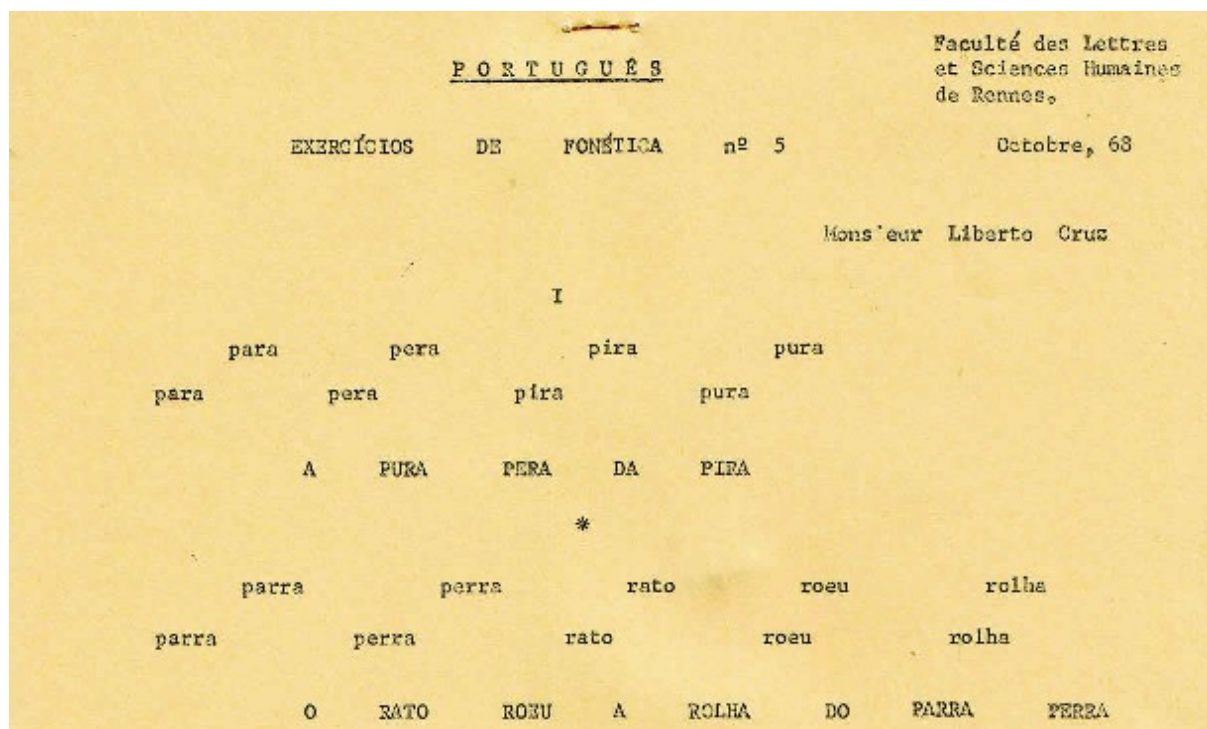 PORTUGUÊS
Faculté des Lettres
et Sciences Humaines
de Rennes.
EXERCÍCIOS DE FONÉTICA nº 5
Octobre, 68
Monsieur Liberto Cruz
I
para pera pira pura
para pera pira pura
A PURA PERA DA PIRA
*
parra perra rato roeu rolha
parra perra rato roeu rolha
O RATO ROEU A ROLHA DO PARRA PERRA